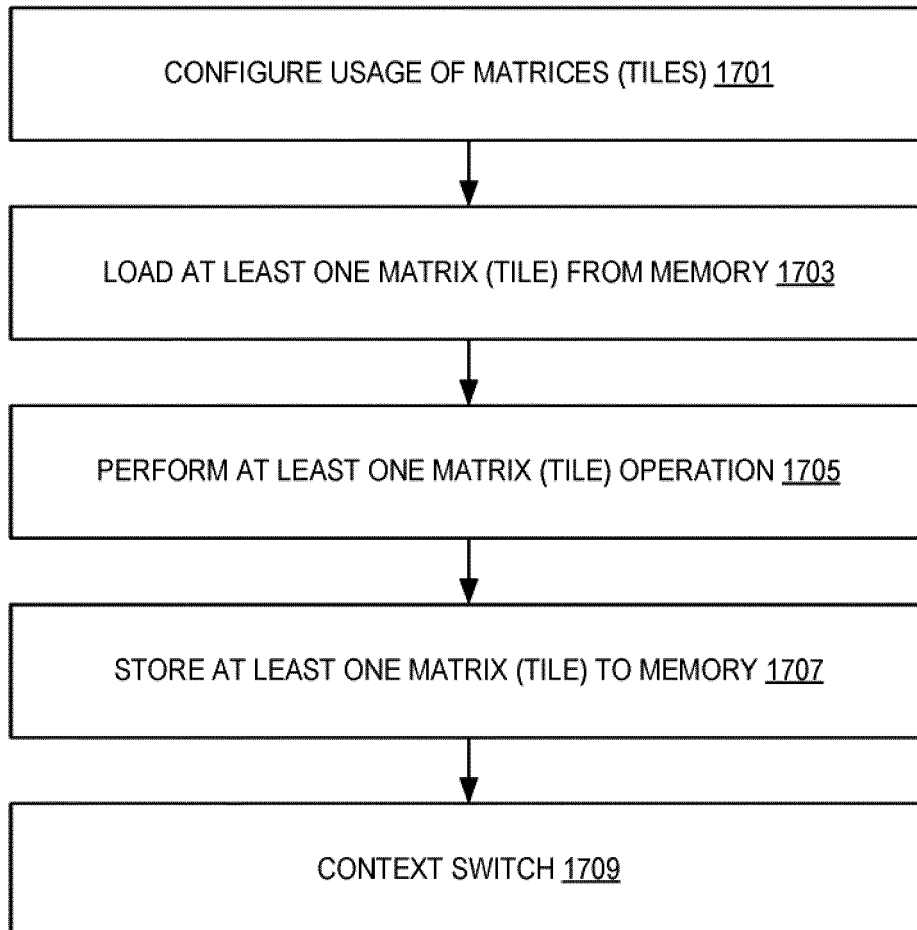 CONFIGURE USAGE OF MATRICES (TILES) 1701
LOAD AT LEAST ONE MATRIX (TILE) FROM MEMORY 1703
PERFORM AT LEAST ONE MATRIX (TILE) OPERATION 1705
STORE AT LEAST ONE MATRIX (TILE) TO MEMORY 1707
CONTEXT SWITCH 1709